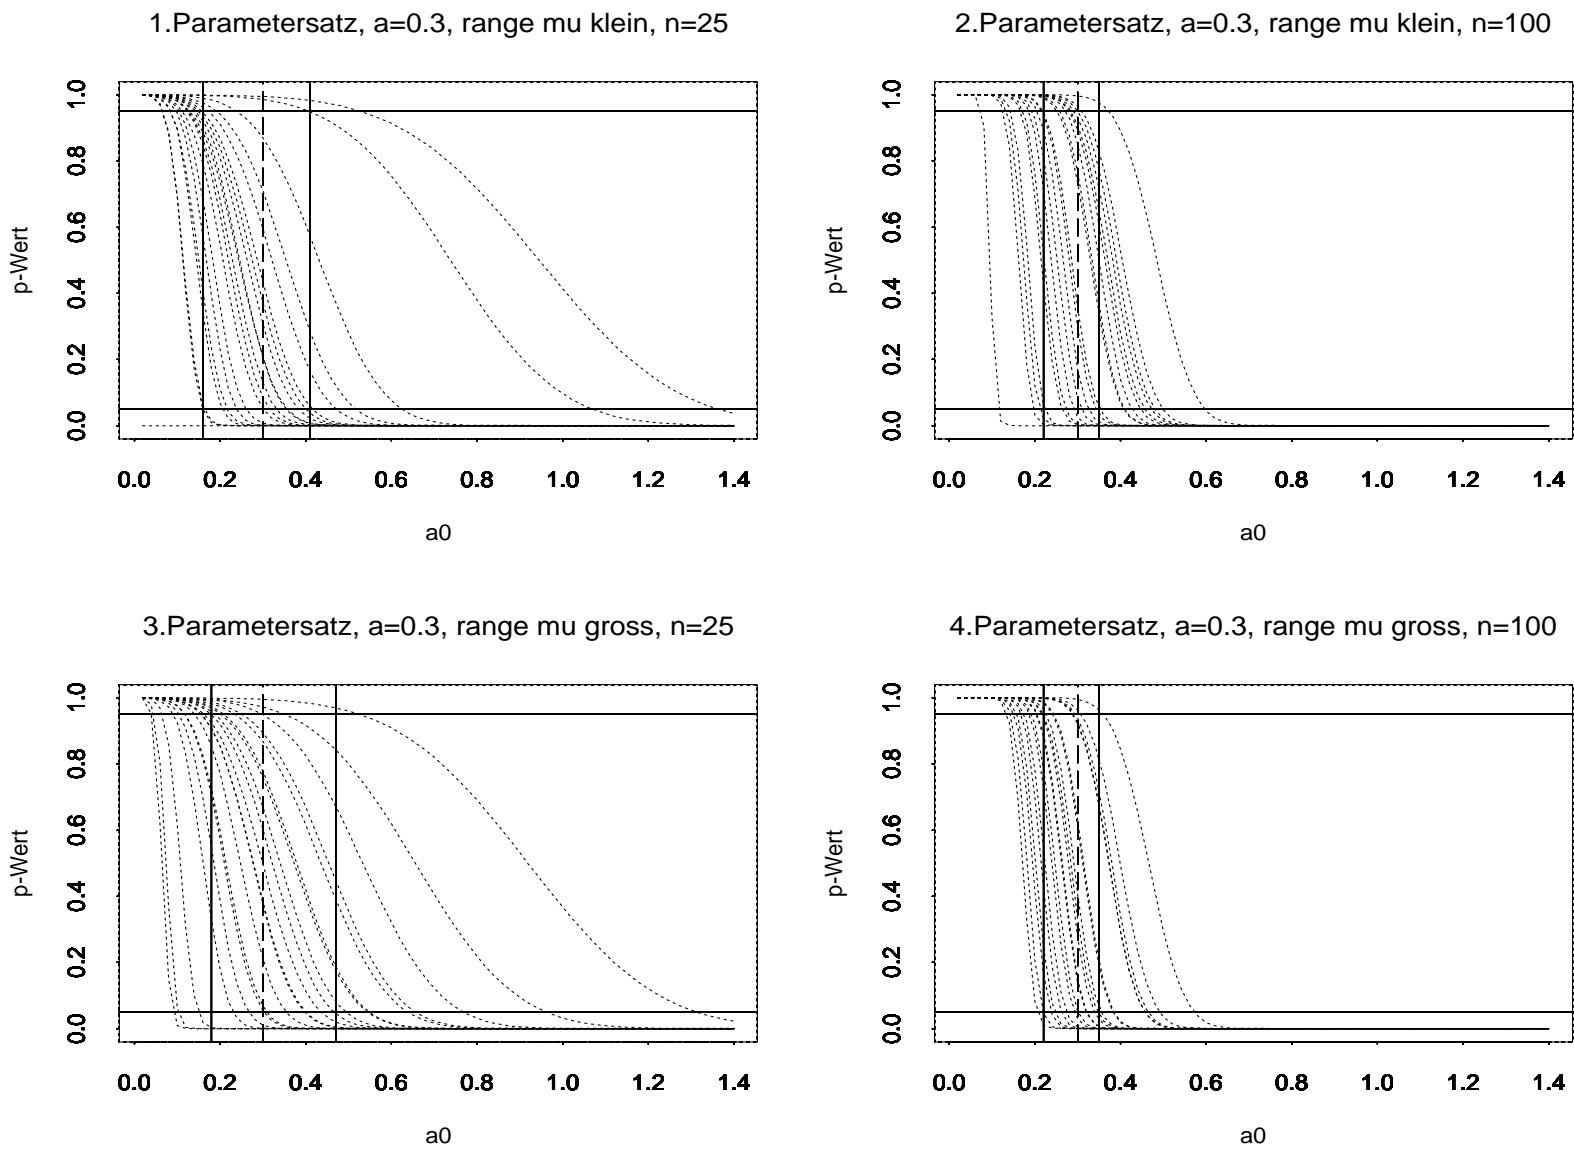 1.Parametersatz, a=0.3, range mu klein, n=25
p-Wert
1.0
0.8
0.6
0.4
0.2
0.0
0.0 0.2 0.4 0.6 0.8 1.0 1.2 1.4
a0
2.Parametersatz, a=0.3, range mu klein, n=100
p-Wert
1.0
0.8
0.6
0.4
0.2
0.0
0.0 0.2 0.4 0.6 0.8 1.0 1.2 1.4
a0
3.Parametersatz, a=0.3, range mu gross, n=25
p-Wert
1.0
0.8
0.6
0.4
0.2
0.0
0.0 0.2 0.4 0.6 0.8 1.0 1.2 1.4
a0
4.Parametersatz, a=0.3, range mu gross, n=100
p-Wert
1.0
0.8
0.6
0.4
0.2
0.0
0.0 0.2 0.4 0.6 0.8 1.0 1.2 1.4
a0